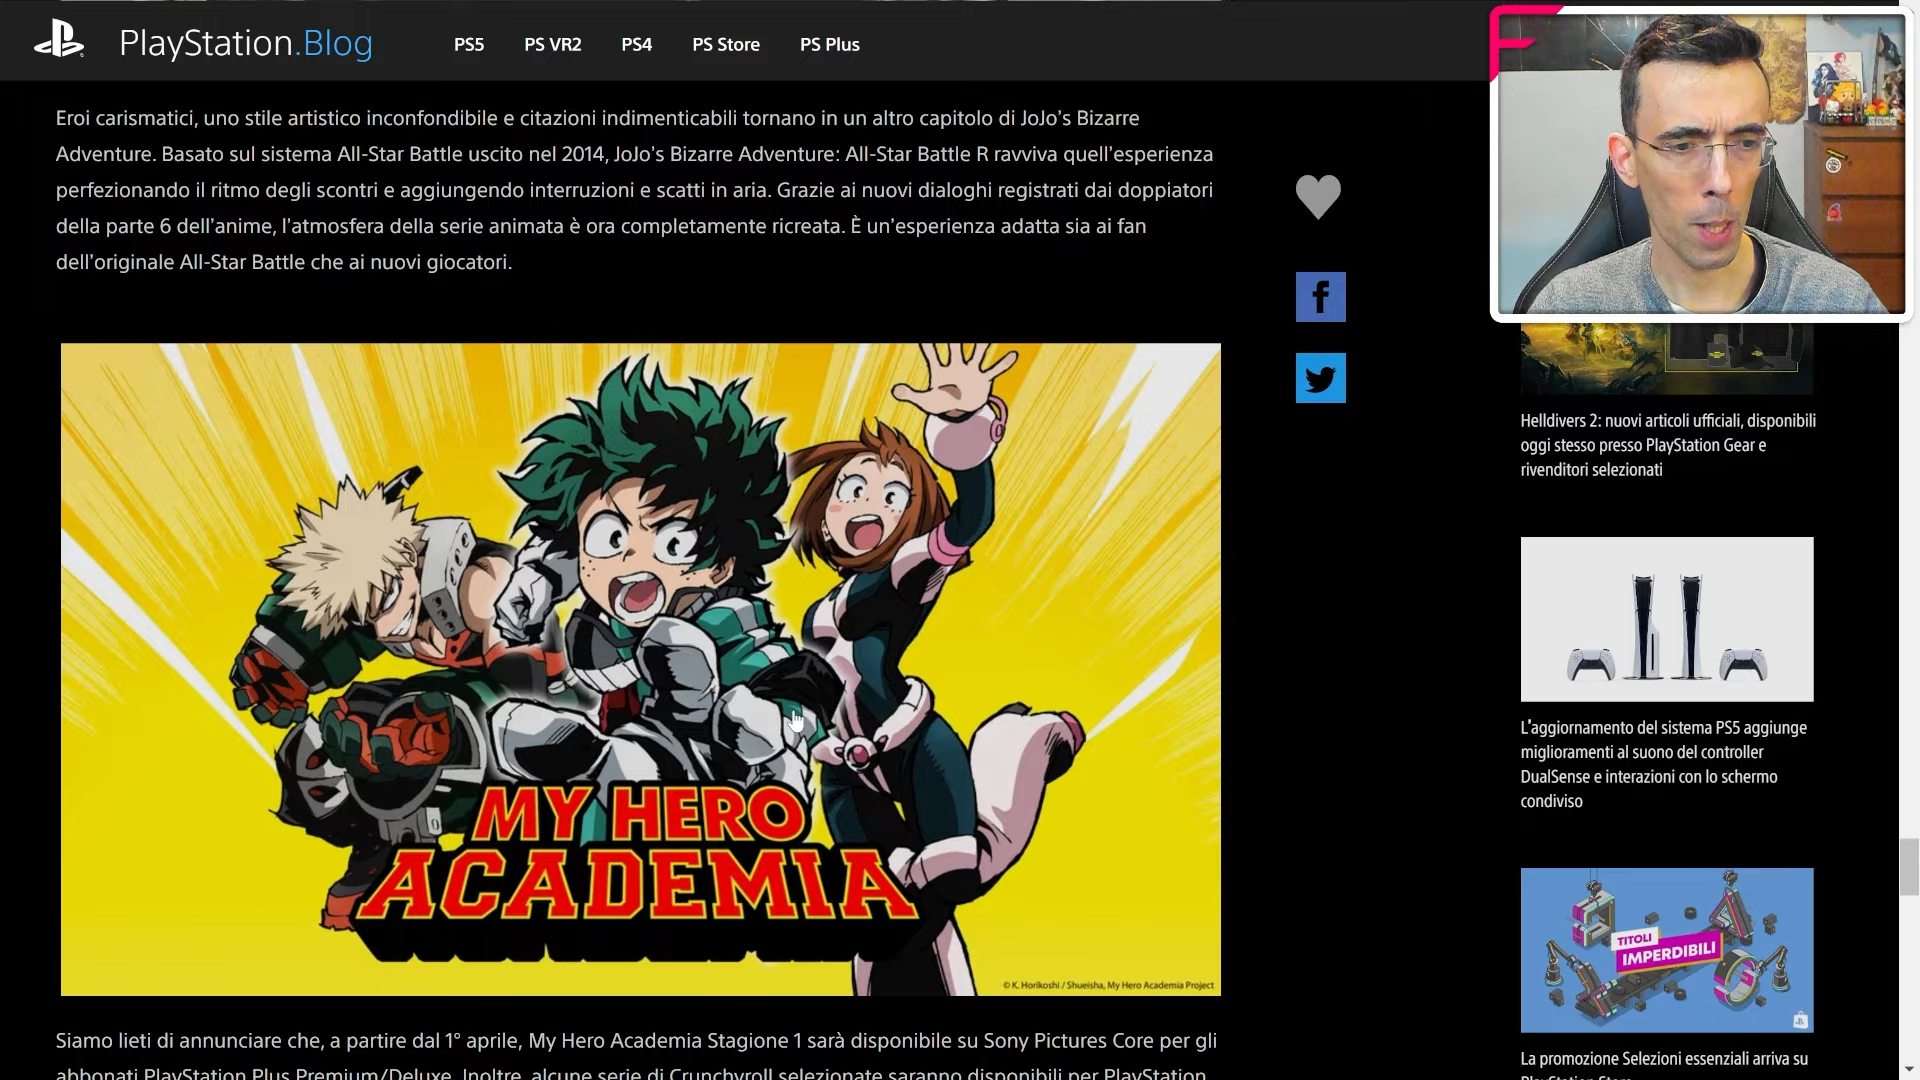 PlayStation.Blog
PS5
PS VR2
PS4
PS Store
PS Plus
Eroi carismatici, uno stile artistico inconfondibile e citazioni indimenticabili tornano in un altro capitolo di JoJo’s Bizarre
Adventure. Basato sul sistema All-Star Battle uscito nel 2014, JoJo’s Bizarre Adventure: All-Star Battle R ravviva quell’esperienza
perfezionando il ritmo degli scontri e aggiungendo interruzioni e scatti in aria. Grazie ai nuovi dialoghi registrati dai doppiatori
della parte 6 dell’anime, l’atmosfera della serie animata è ora completamente ricreata. È un’esperienza adatta sia ai fan
dell’originale All-Star Battle che ai nuovi giocatori.
MY HERO
ACADEMIA
© K. Horikoshi / Shueisha, My Hero Academia Project
Siamo lieti di annunciare che, a partire dal 1° aprile, My Hero Academia Stagione 1 sarà disponibile su Sony Pictures Core per gli
abbonati PlayStation Plus Premium/Deluxe. Inoltre, alcune serie di Crunchyroll selezionate saranno disponibili per PlayStation
Helldivers 2: nuovi articoli ufficiali, disponibili
oggi stesso presso PlayStation Gear e
rivenditori selezionati
L’aggiornamento del sistema PS5 aggiunge
miglioramenti al suono del controller
DualSense e interazioni con lo schermo
condiviso
TITOLI
IMPERDIBILI
La promozione Selezioni essenziali arriva su
PlayStation Store